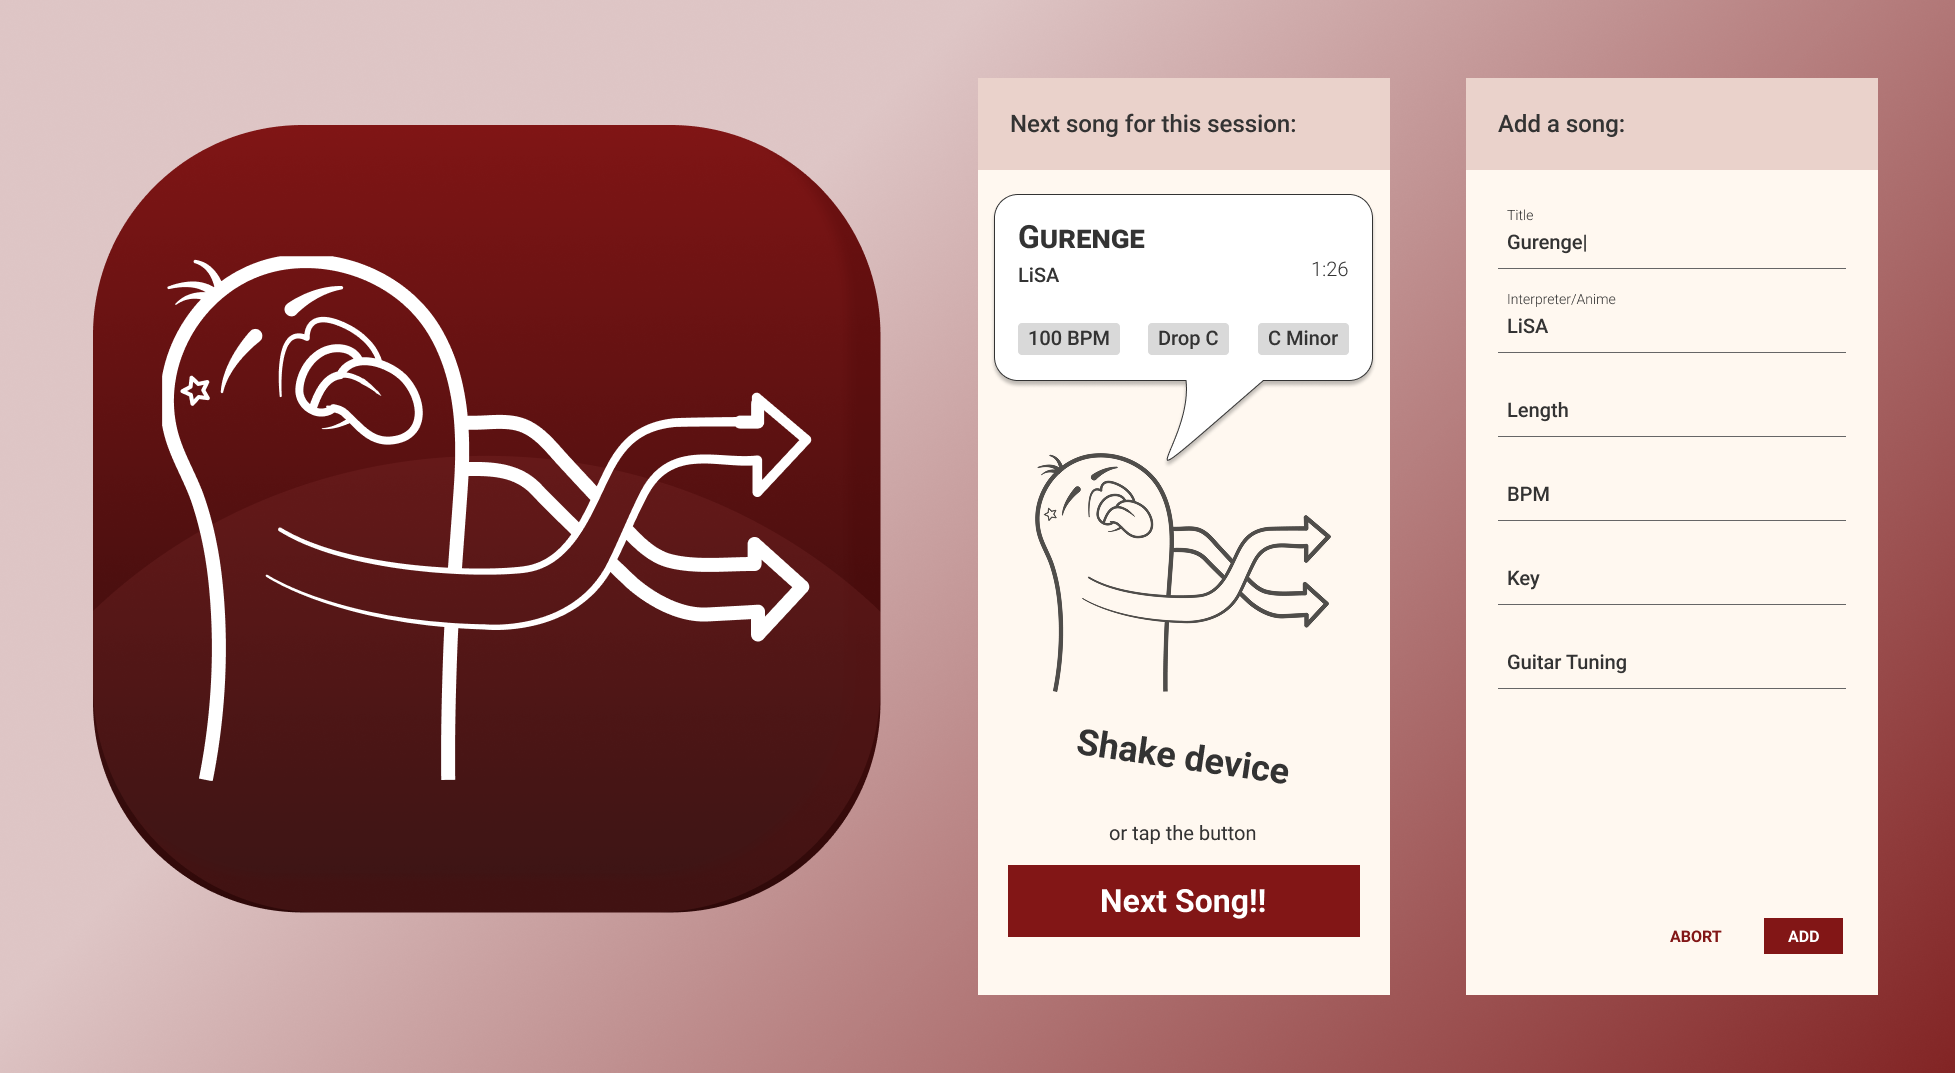 Next song for this session:
GURENGE
LiSA
1:26
100 BPM
Drop C
C Minor
Shake device
or tap the button
Next Song!!
Add a song:
Title
Gurenge
Interpreter/Anime
LiSA
Length
BPM
Key
Guitar Tuning
ABORT
ADD